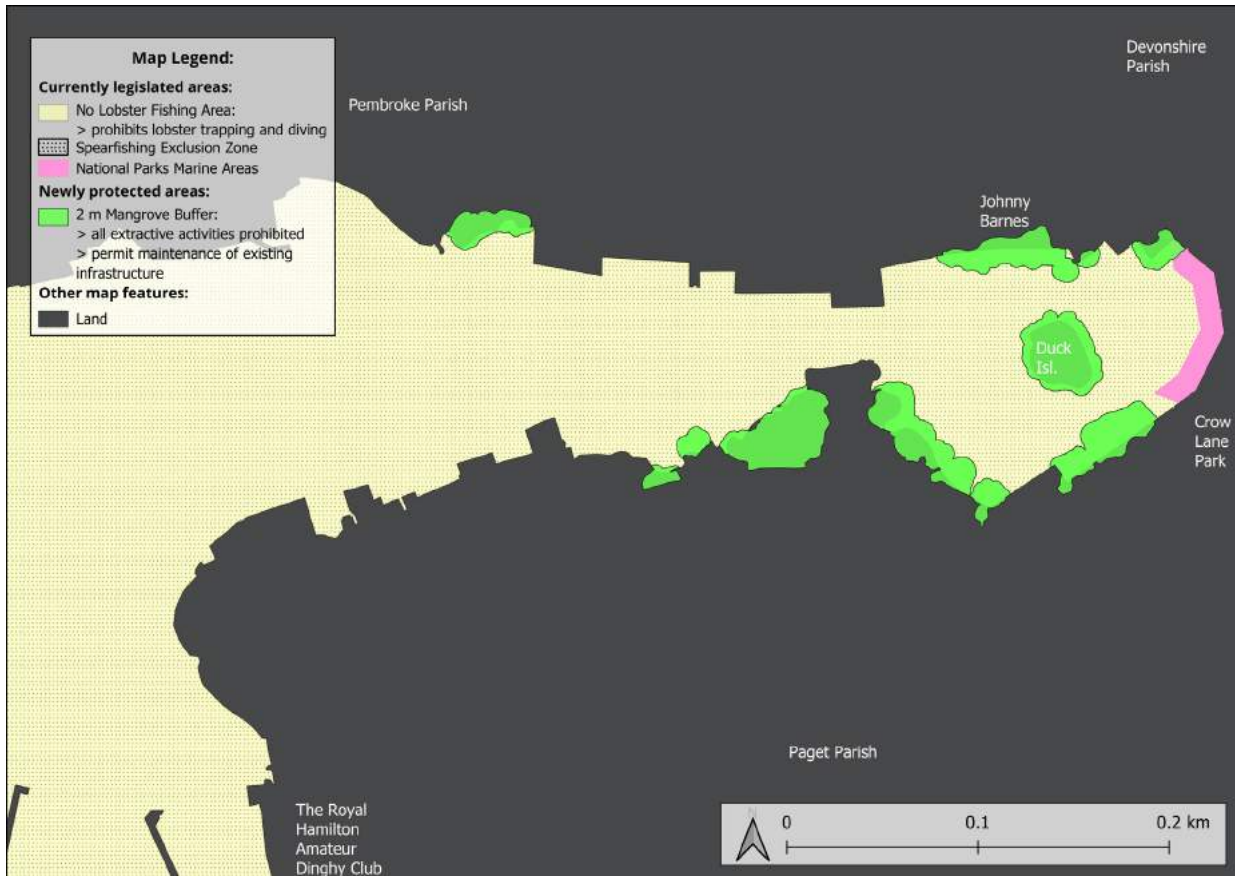 Map Legend:
Currently legislated areas:
No Lobster Fishing Area:
> prohibits lobster trapping and diving
Spearfishing Exclusion Zone
National Parks Marine Areas
Newly protected areas:
2 m Mangrove Buffer:
> all extractive activities prohibited
> permit maintenance of existing
infrastructure
Other map features:
Land
Pembroke Parish
Devonshire
Parish
Johnny
Barnes
Duck
Isl.
Crow
Lane
Park
Paget Parish
The Royal
Hamilton
Amateur
Dinghy Club
N
0 0.1 0.2 km